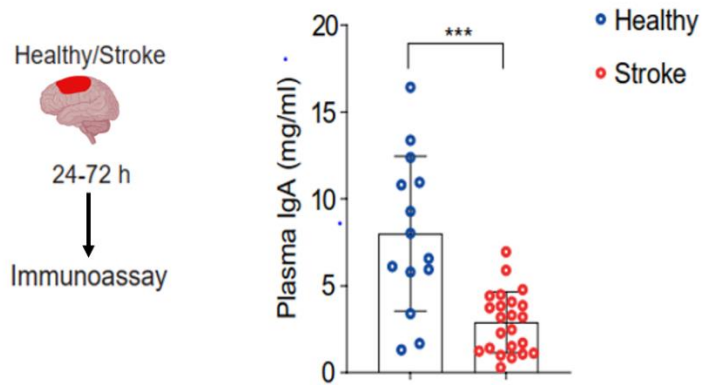 Healthy/Stroke
24-72 h
Immunoassay
Plasma IgA (mg/ml)
20
15
10
5
0
***
Healthy
Stroke